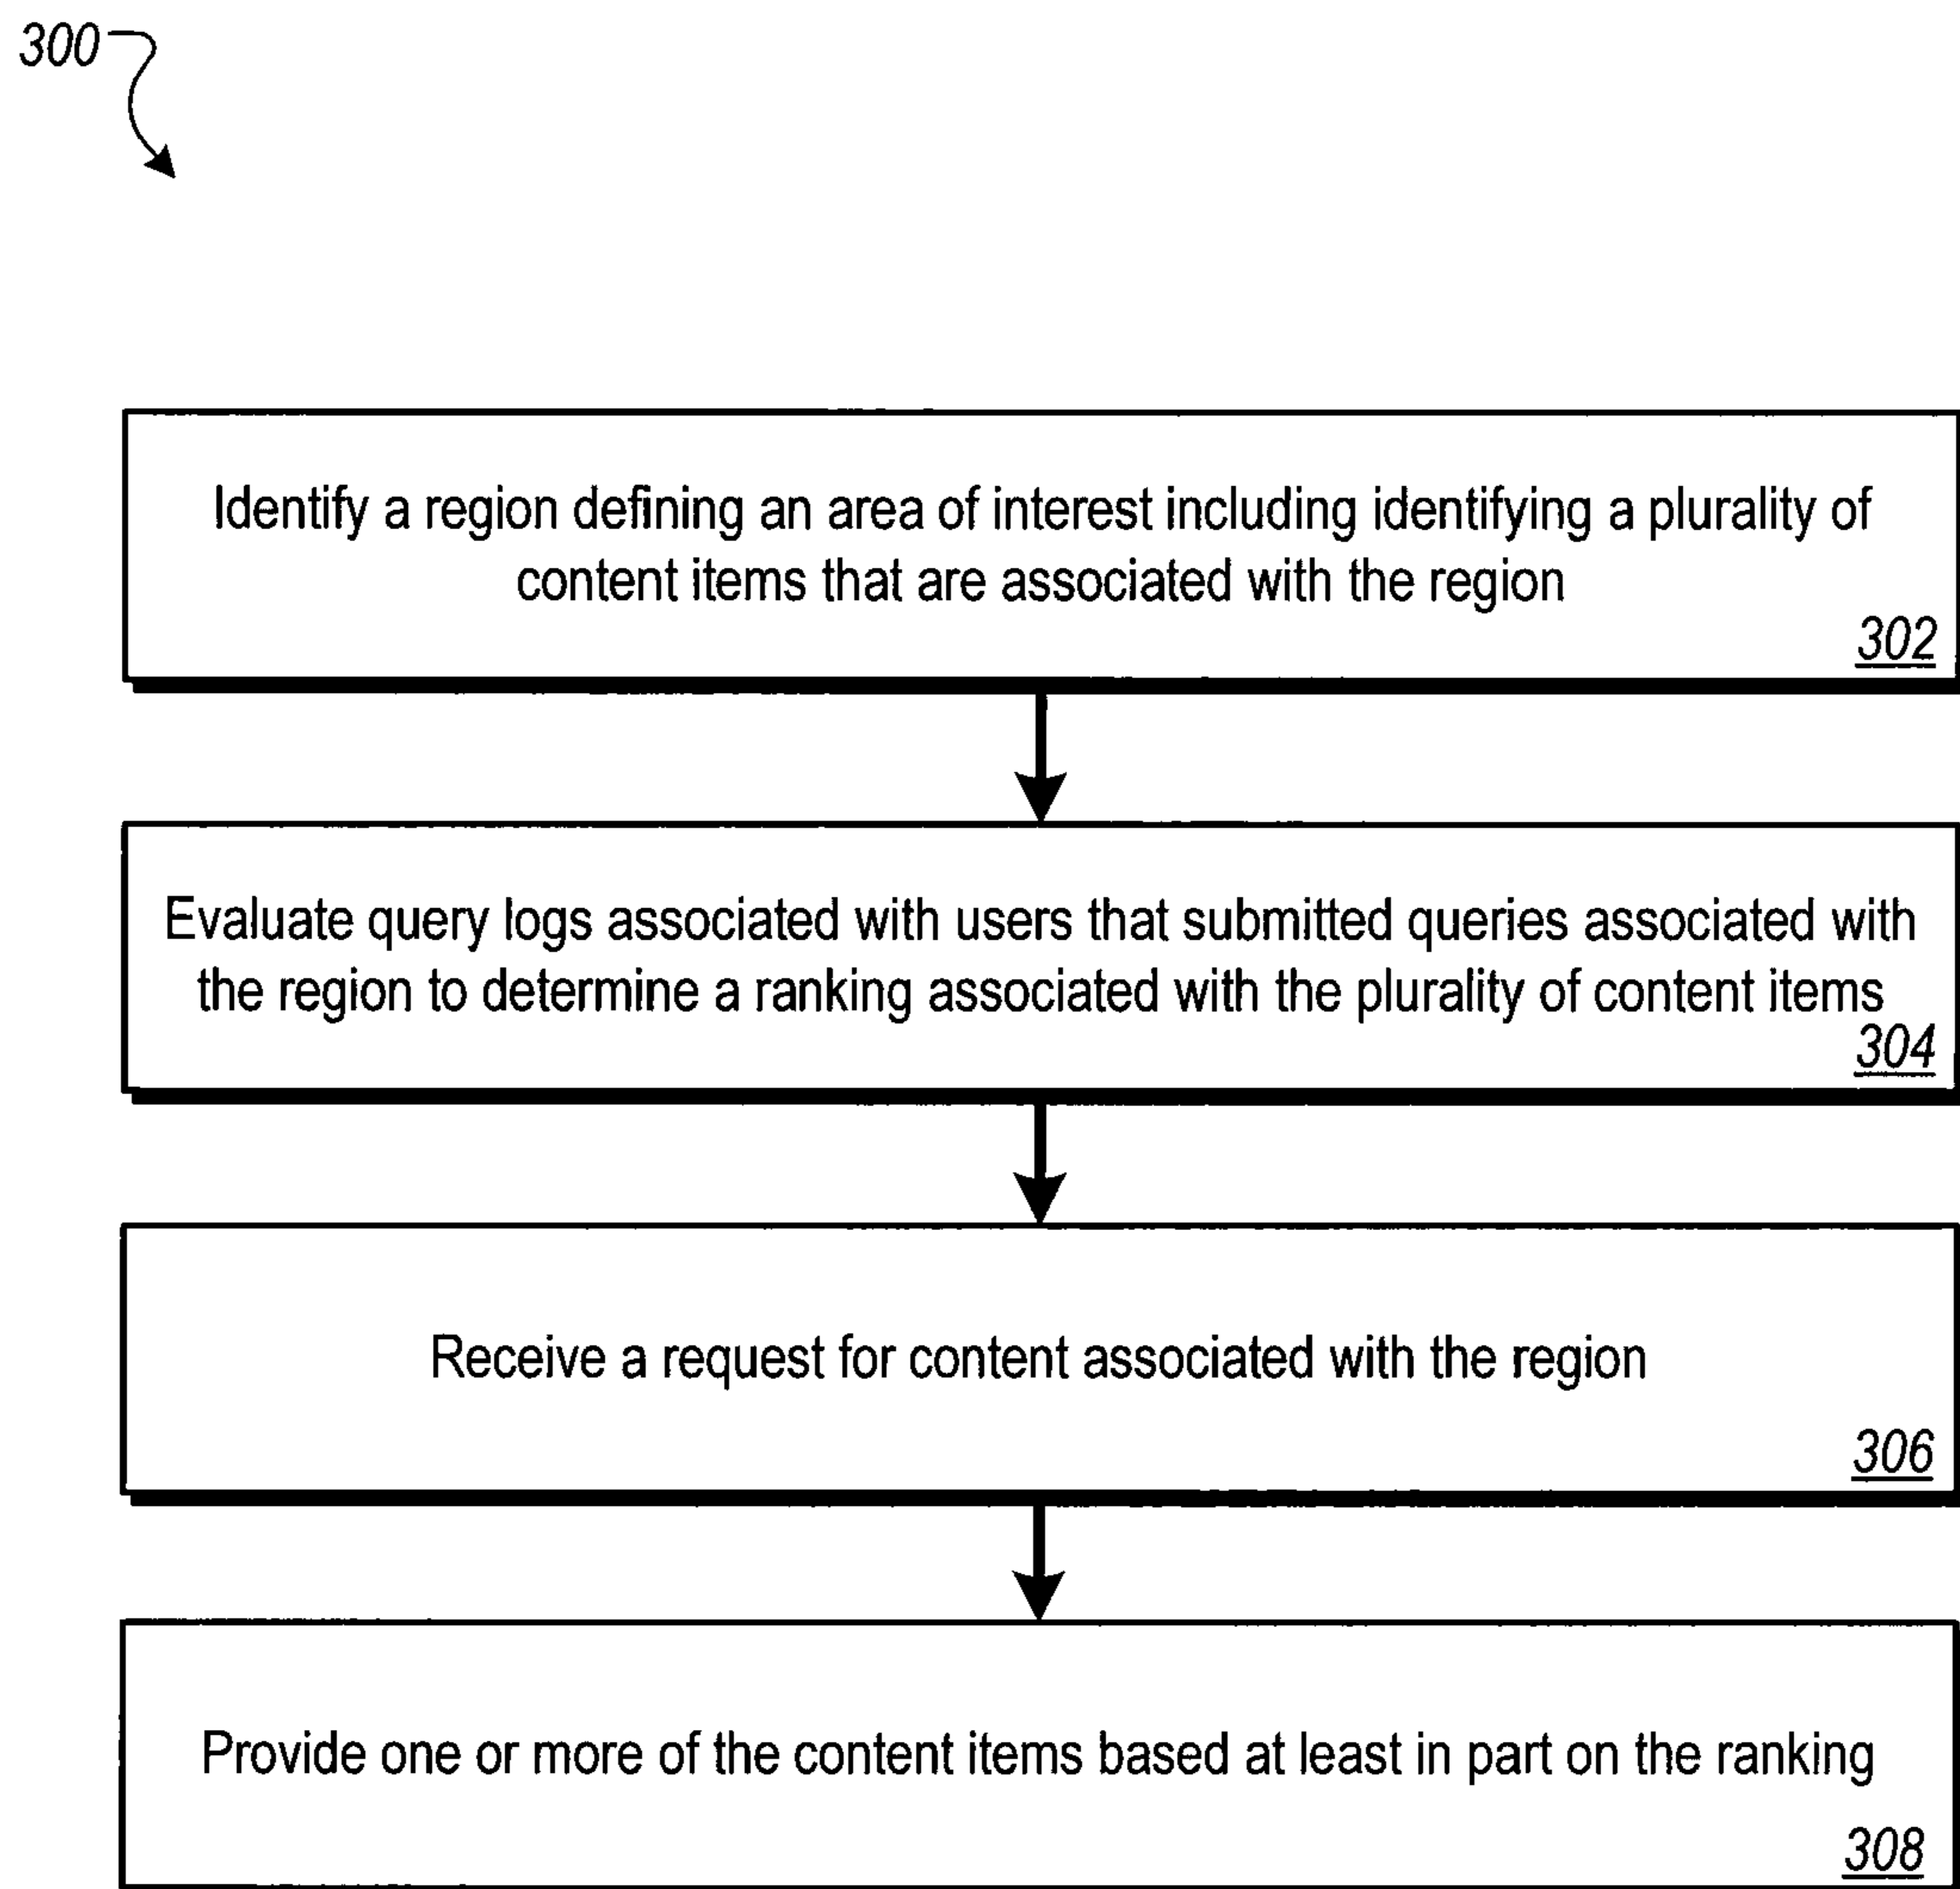 300
Identify a region defining an area of interest including identifying a plurality of
content items that are associated with the region
302
Evaluate query logs associated with users that submitted queries associated with
the region to determine a ranking associated with the plurality of content items
304
Receive a request for content associated with the region
306
Provide one or more of the content items based at least in part on the ranking
308